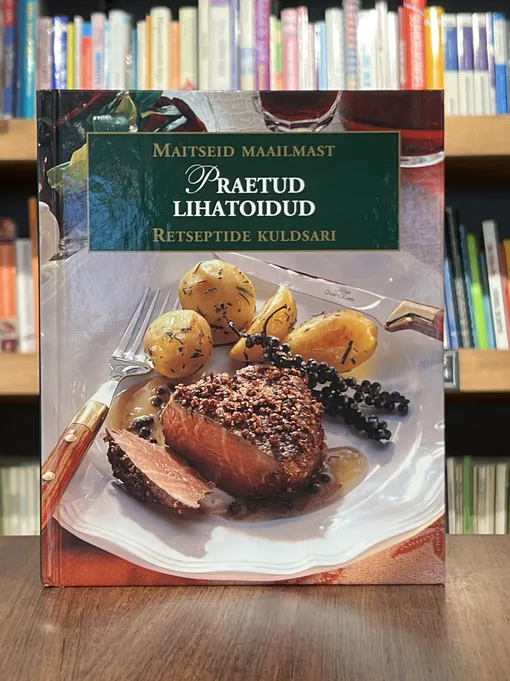 MAITSEID MAAILMAST
PRAETUD
LIHATOIDUD
RETSEPTIDE KULDSARI